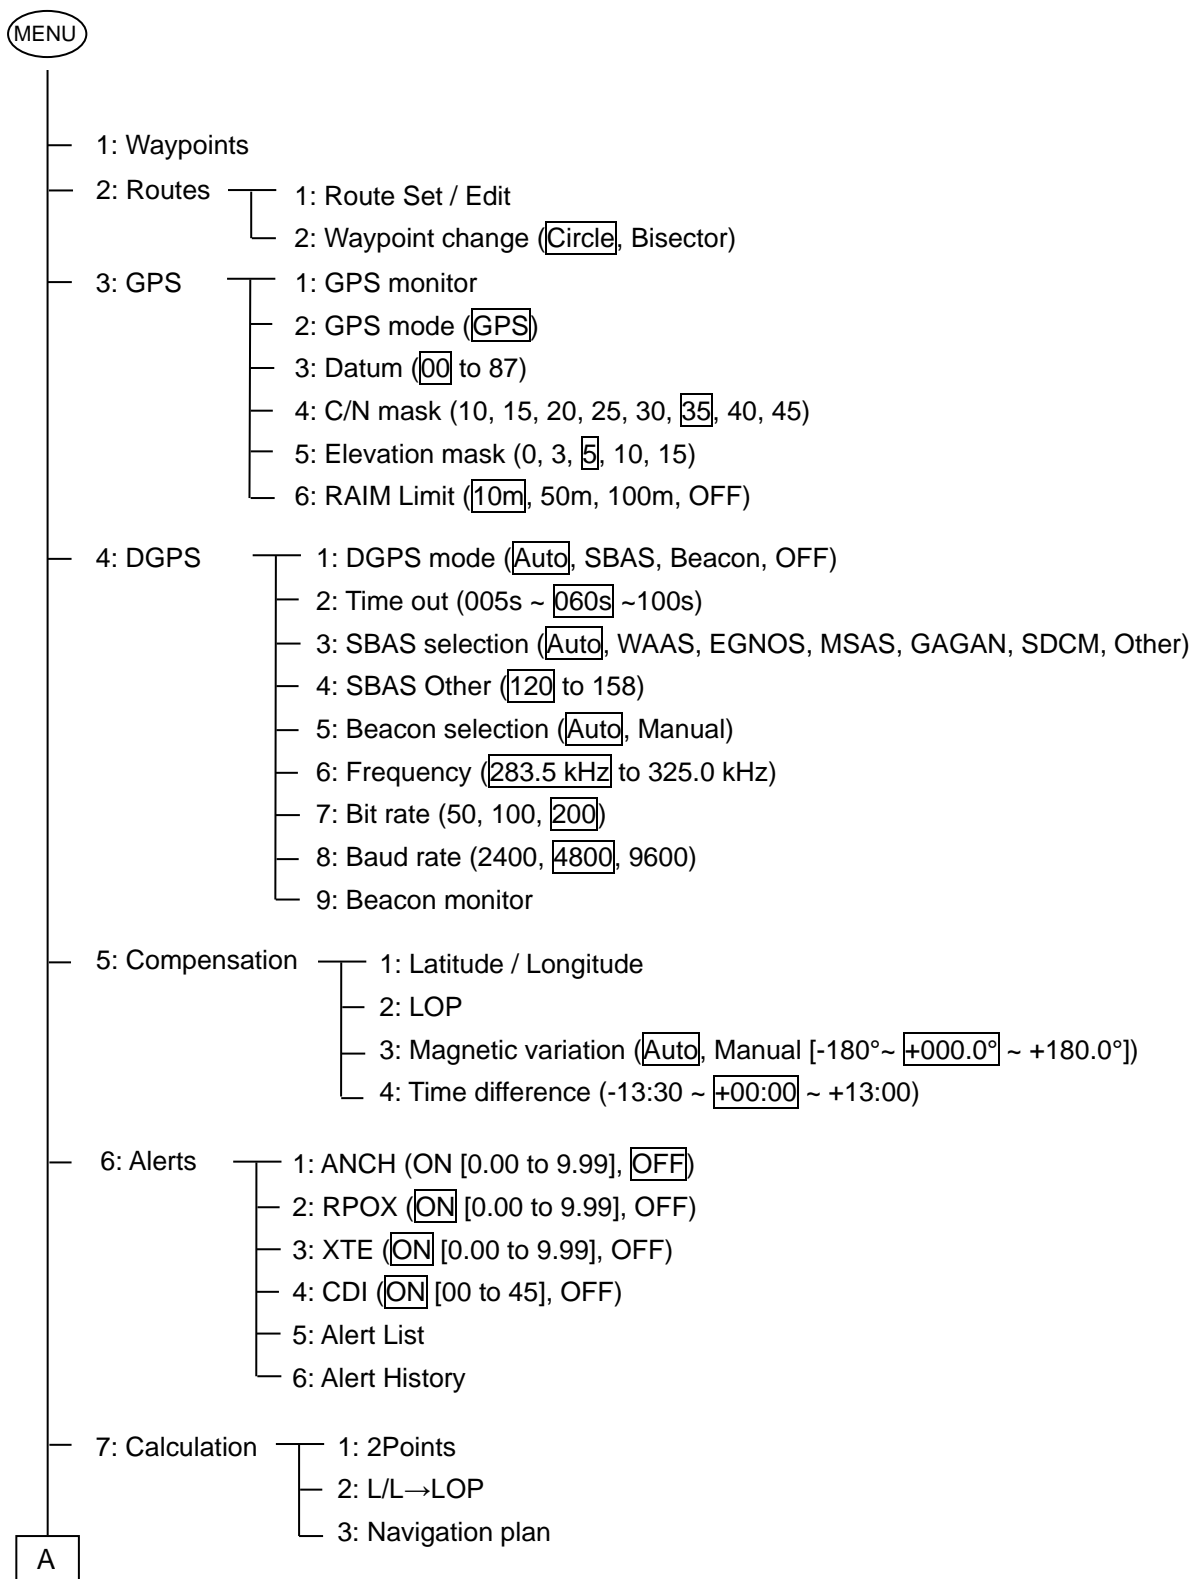 MENU
1: Waypoints
2: Routes
1: Route Set / Edit
2: Waypoint change (Circle, Bisector)
3: GPS
1: GPS monitor
2: GPS mode (GPS)
3: Datum (00 to 87)
4: C/N mask (10, 15, 20, 25, 30, 35, 40, 45)
5: Elevation mask (0, 3, 5, 10, 15)
6: RAIM Limit (10m, 50m, 100m, OFF)
4: DGPS
1: DGPS mode (Auto, SBAS, Beacon, OFF)
2: Time out (005s ~ 060s ~100s)
3: SBAS selection (Auto, WAAS, EGNOS, MSAS, GAGAN, SDCM, Other)
4: SBAS Other (120 to 158)
5: Beacon selection (Auto, Manual)
6: Frequency (283.5 kHz to 325.0 kHz)
7: Bit rate (50, 100, 200)
8: Baud rate (2400, 4800, 9600)
9: Beacon monitor
5: Compensation
1: Latitude / Longitude
2: LOP
3: Magnetic variation (Auto, Manual [-180°~ +000.0° ~ +180.0°])
4: Time difference (-13:30 ~ +00:00 ~ +13:00)
6: Alerts
1: ANCH (ON [0.00 to 9.99], OFF)
2: RPOX (ON [0.00 to 9.99], OFF)
3: XTE (ON [0.00 to 9.99], OFF)
4: CDI (ON [00 to 45], OFF)
5: Alert List
6: Alert History
7: Calculation
1: 2Points
2: L/L→LOP
3: Navigation plan
A